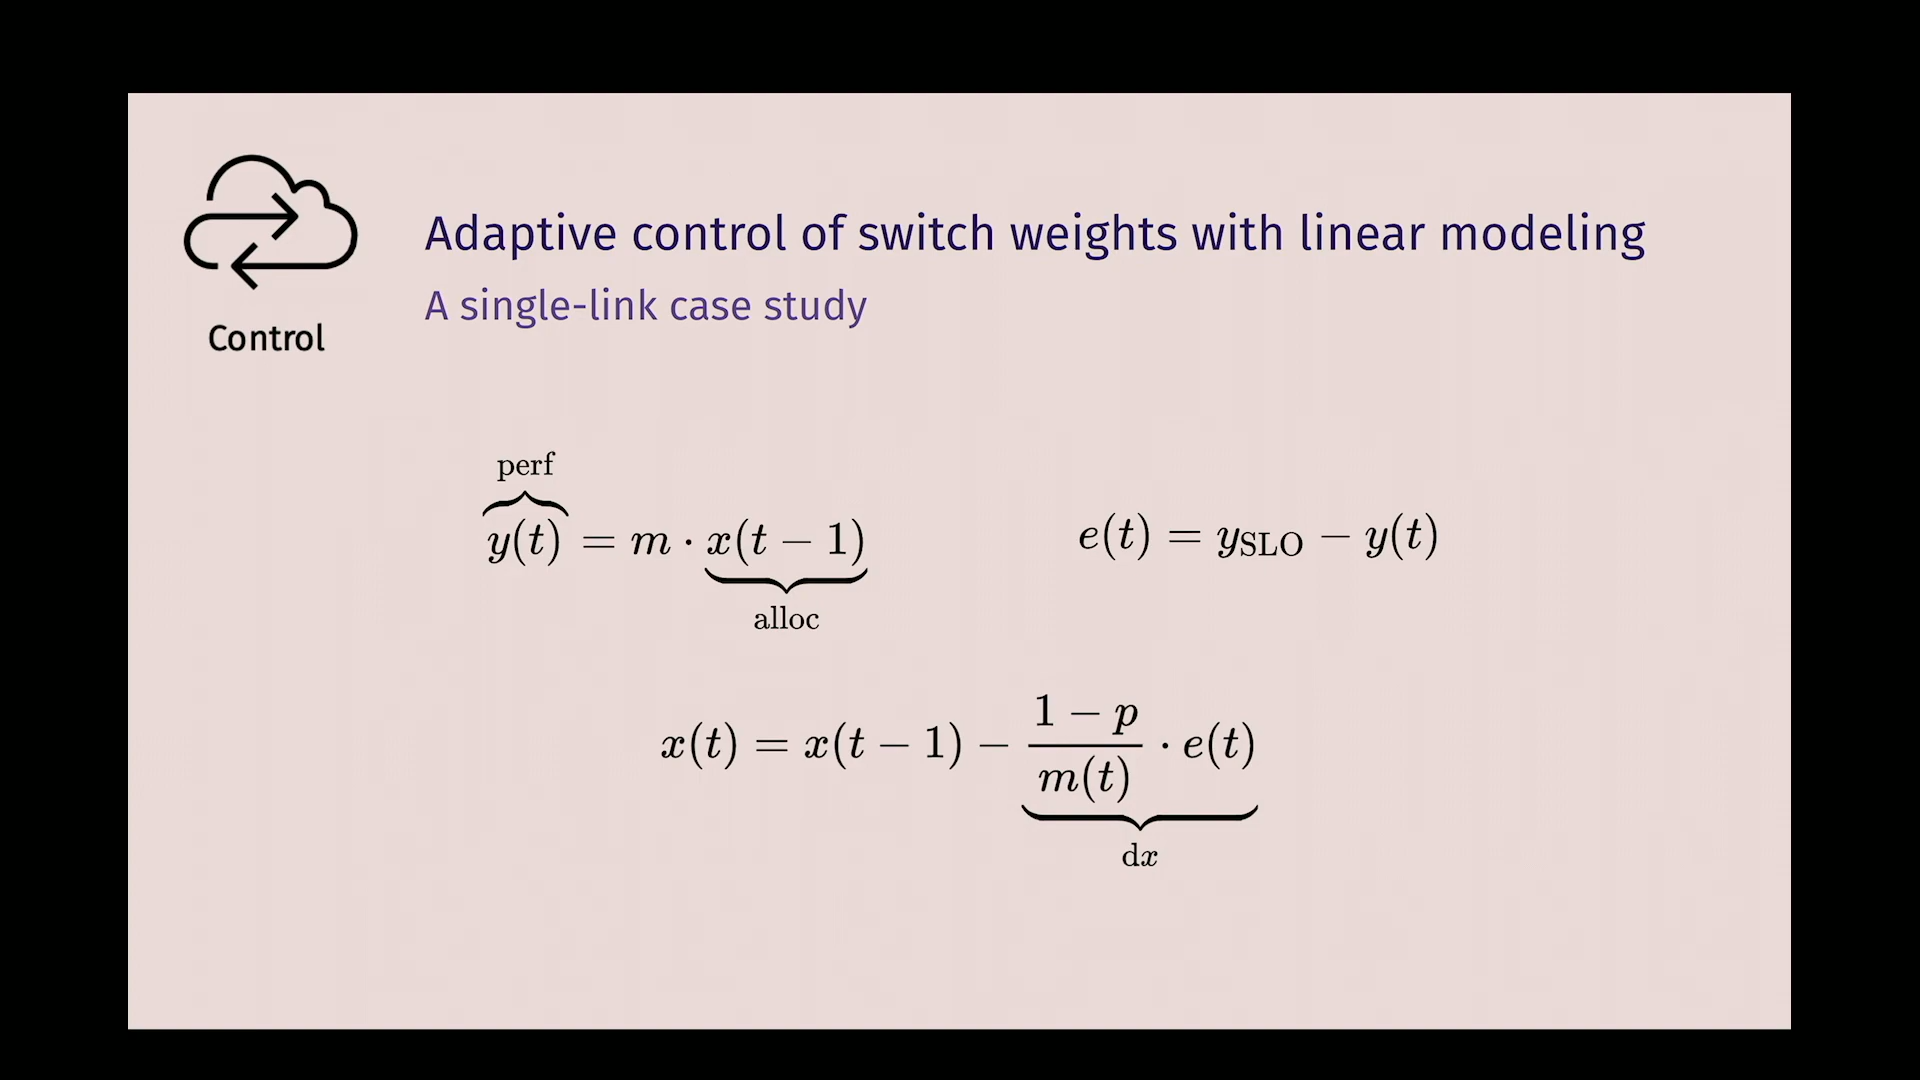 Adaptive control of switch weights with linear modeling
A single-link case study
Control
perf
y(t) = m · x(t − 1)
alloc
e(t) = y_SLO − y(t)
x(t) = x(t − 1) − \frac{1 − p}{m(t)} · e(t)
dx